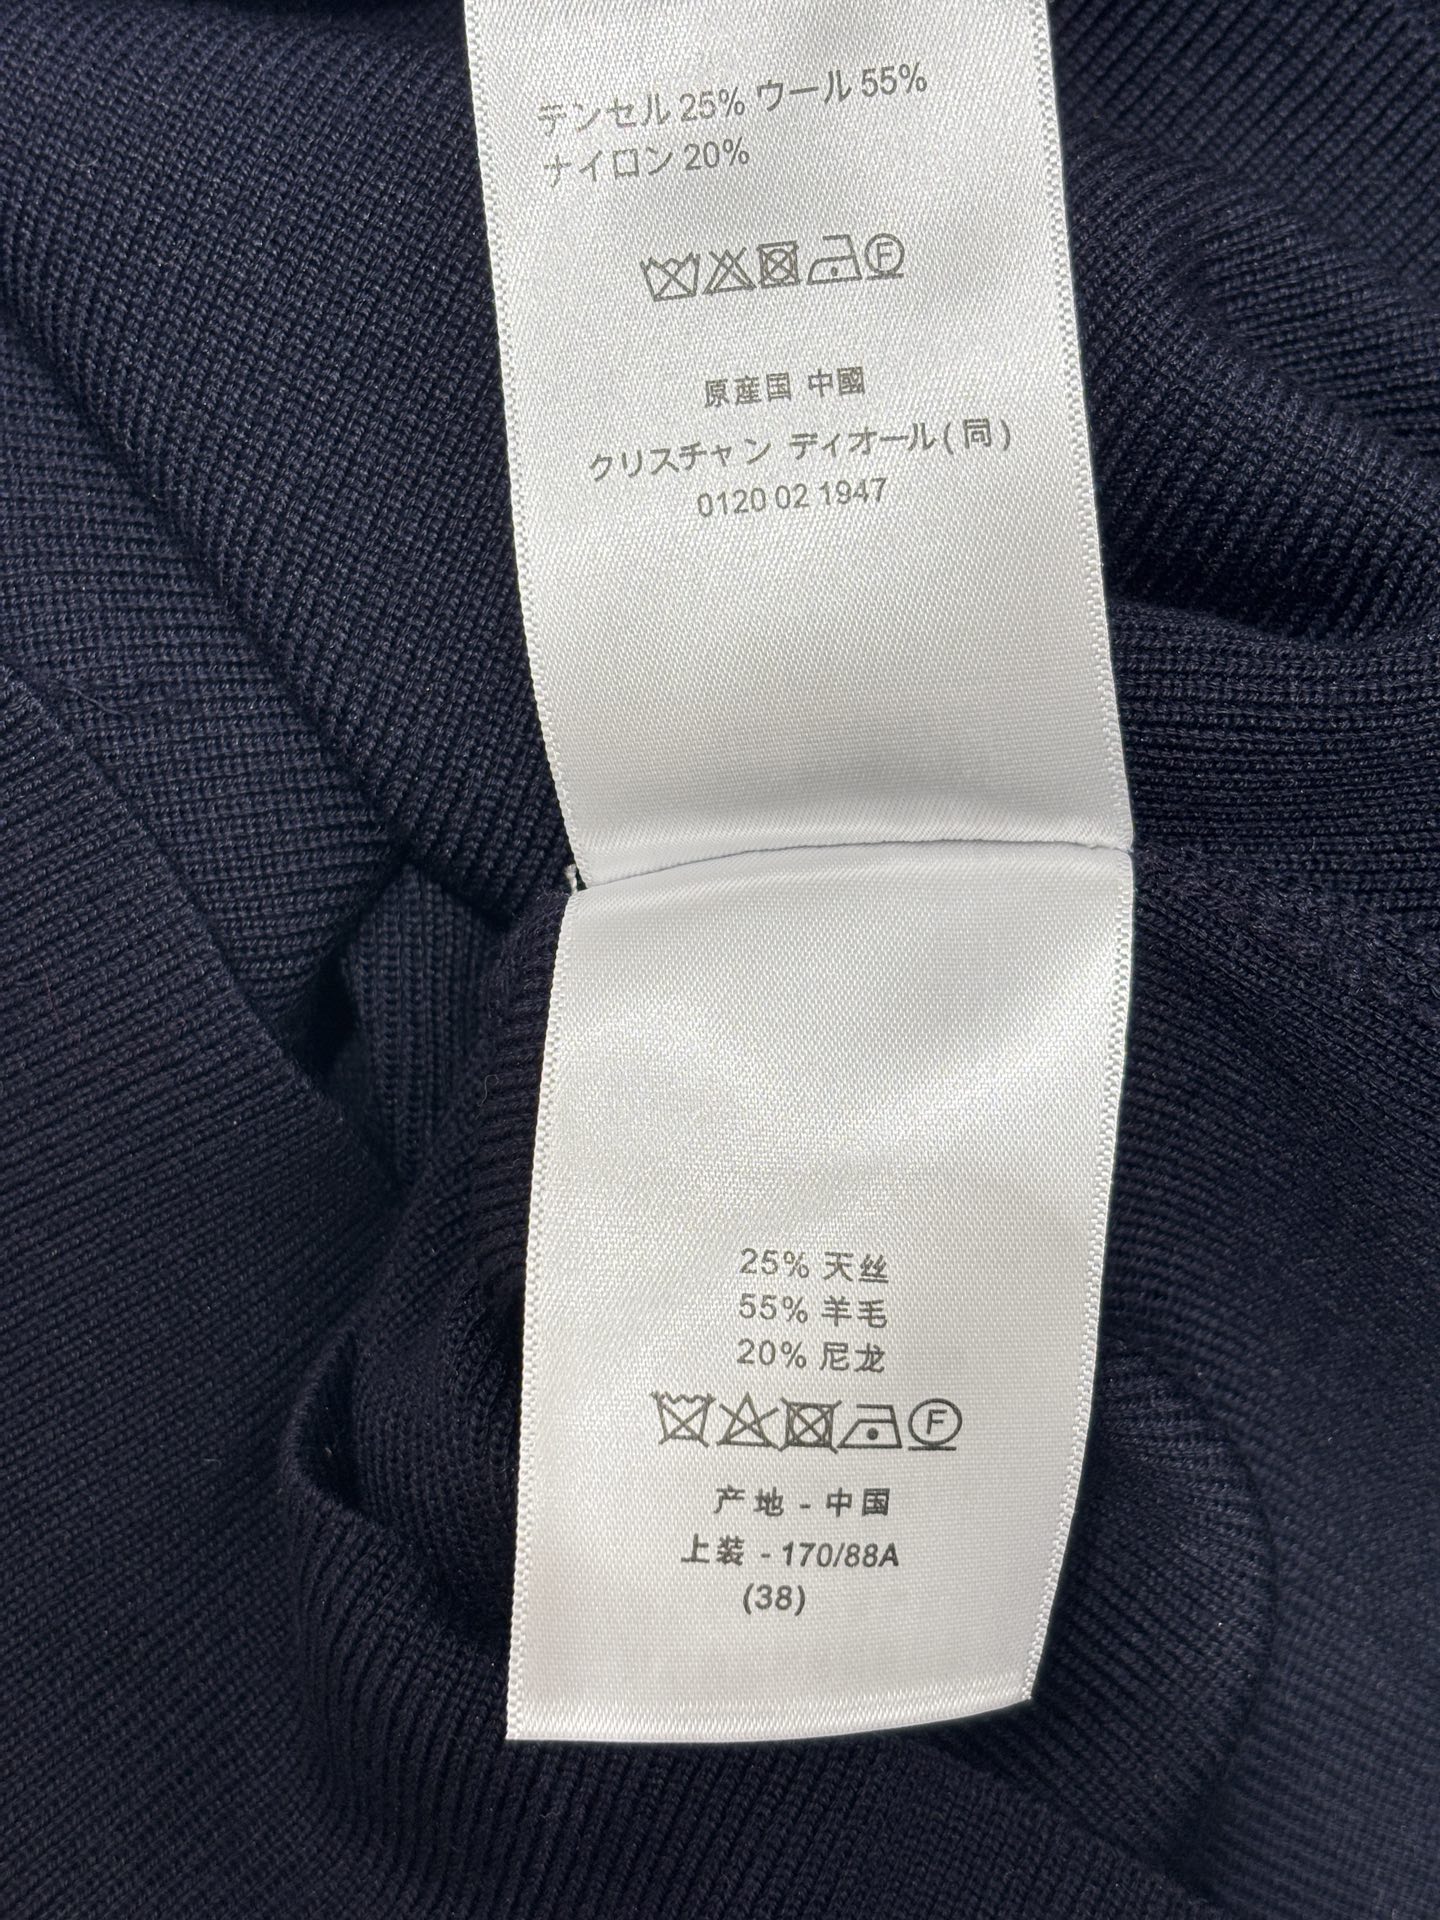 テンセル 25% ウール 55%
ナイロン 20%
F
原産国 中國
クリスチャン ディオール(同)
0120 02 1947
25% 天丝
55% 羊毛
20% 尼龙
F
产地 - 中国
上装 - 170/88A
(38)